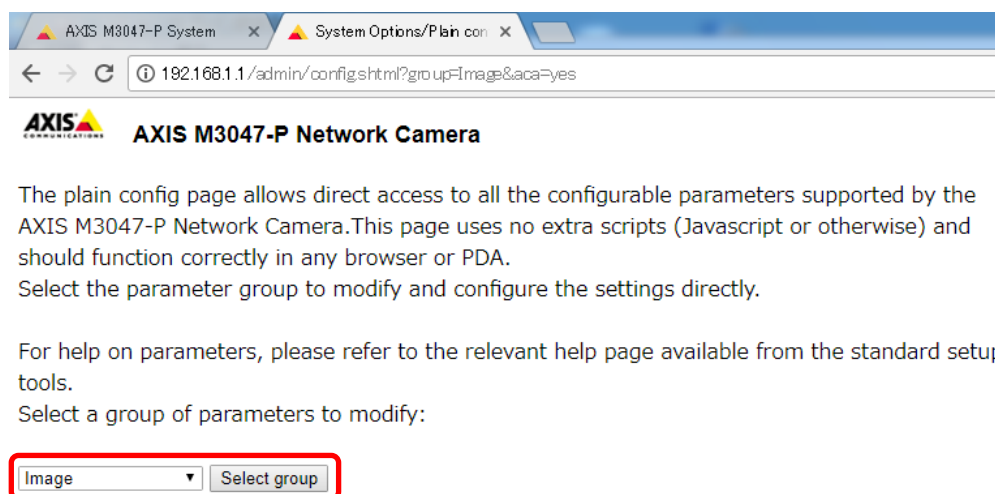 AXIS M3047-P System
System Options/Plain con
192.168.1.1/admin/config.shtml?group=Image&aca=yes
AXIS
COMMUNICATIONS
AXIS M3047-P Network Camera
The plain config page allows direct access to all the configurable parameters supported by the
AXIS M3047-P Network Camera.This page uses no extra scripts (Javascript or otherwise) and
should function correctly in any browser or PDA.
Select the parameter group to modify and configure the settings directly.
For help on parameters, please refer to the relevant help page available from the standard setup
tools.
Select a group of parameters to modify:
Image Select group